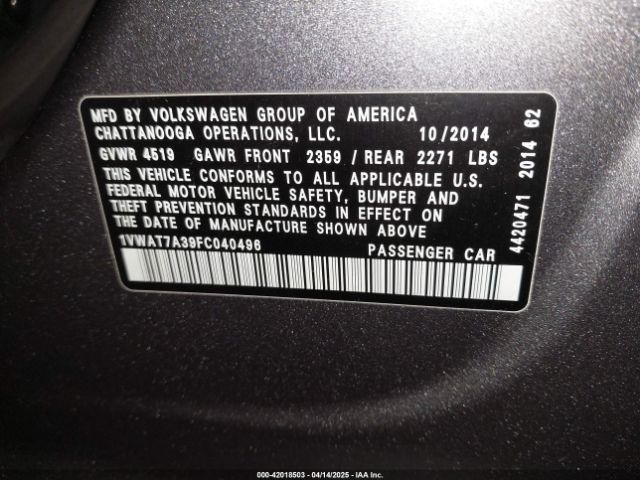 MFD BY VOLKSWAGEN GROUP OF AMERICA
CHATTANOOGA OPERATIONS, LLC. 10/2014
GVWR 4519 GAWR FRONT 2359 / REAR 2271 LBS
THIS VEHICLE CONFORMS TO ALL APPLICABLE U.S.
FEDERAL MOTOR VEHICLE SAFETY, BUMPER AND
THEFT PREVENTION STANDARDS IN EFFECT ON
THE DATE OF MANUFACTURE SHOWN ABOVE
1VWAT7A39FC040496 PASSENGER CAR
4420471 2014 62
000-42018503 - 04/14/2025 - IAA Inc.